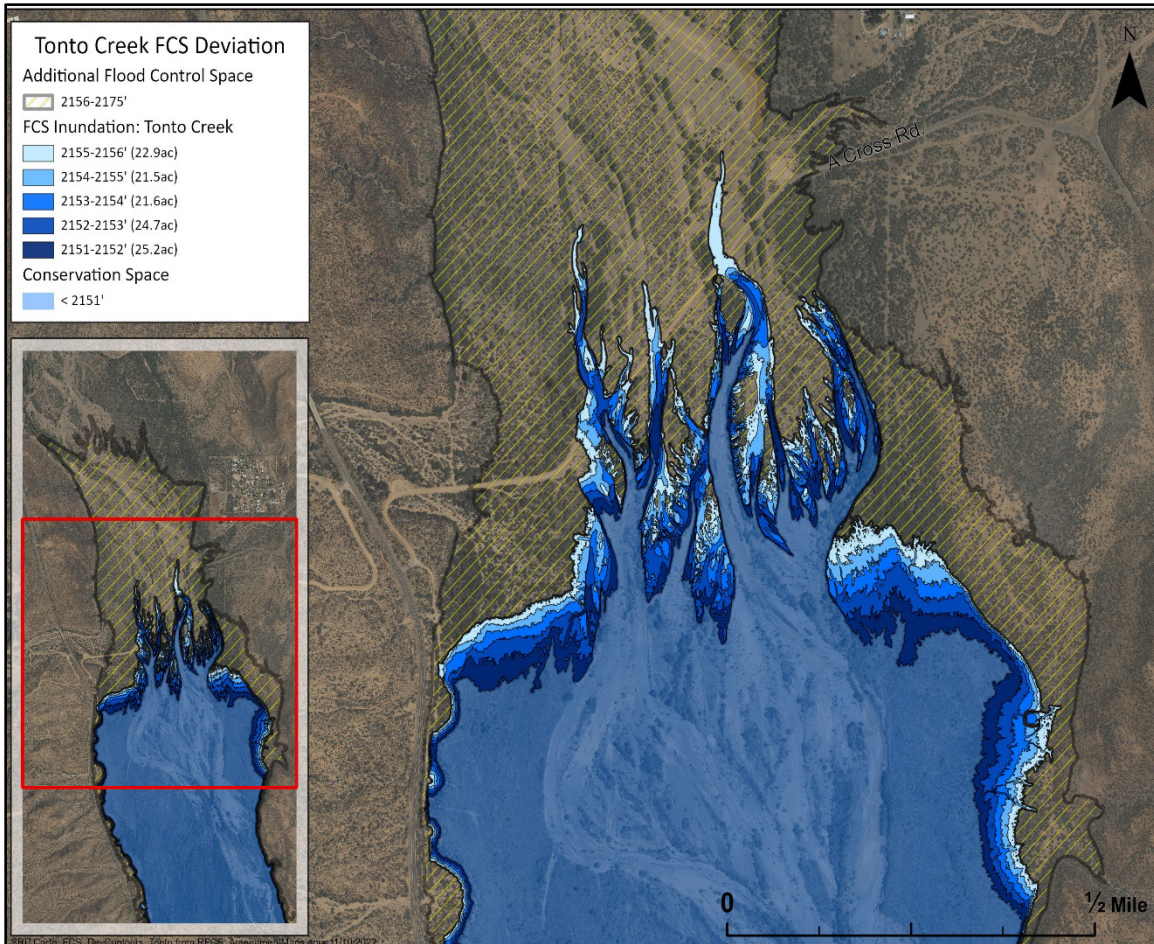 Tonto Creek FCS Deviation
Additional Flood Control Space
2156-2175'
FCS Inundation: Tonto Creek
2155-2156' (22.9ac)
2154-2155' (21.5ac)
2153-2154' (21.6ac)
2152-2153' (24.7ac)
2151-2152' (25.2ac)
Conservation Space
< 2151'
N
A Cross Rd.
0
½ Mile